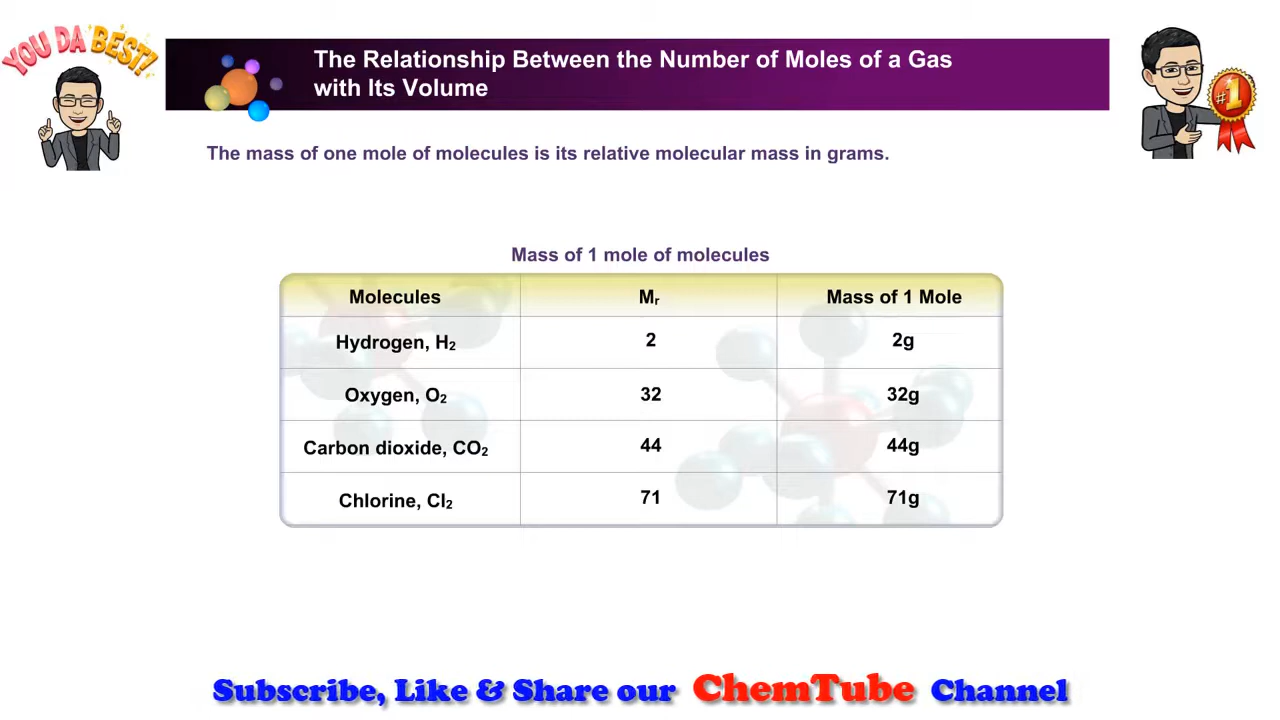 YOU DA BEST!
The Relationship Between the Number of Moles of a Gas
with Its Volume
#1
The mass of one mole of molecules is its relative molecular mass in grams.
Mass of 1 mole of molecules
Molecules Mᵣ Mass of 1 Mole
Hydrogen, H₂ 2 2g
Oxygen, O₂ 32 32g
Carbon dioxide, CO₂ 44 44g
Chlorine, Cl₂ 71 71g
Subscribe, Like & Share our ChemTube Channel